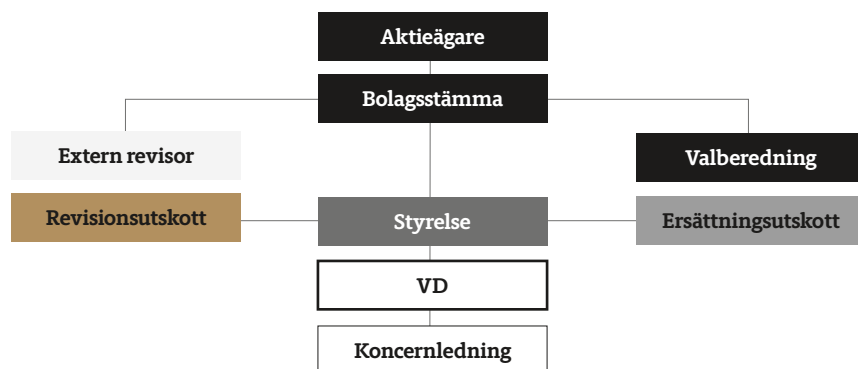 Aktieägare
Bolagsstämma
Extern revisor
Valberedning
Revisionsutskott
Styrelse
Ersättningsutskott
VD
Koncernledning